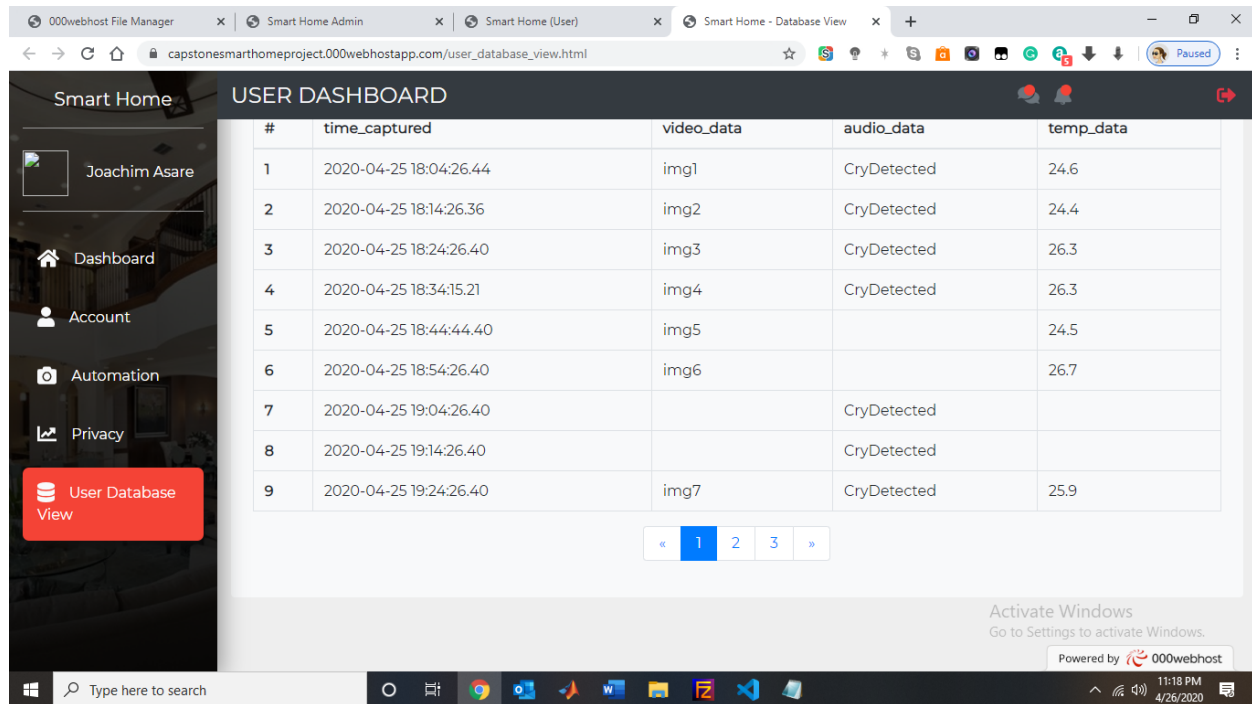 000webhost File Manager
Smart Home Admin
Smart Home (User)
Smart Home - Database View
capstonesmarthomeproject.000webhostapp.com/user_database_view.html
5
Paused
Smart Home
USER DASHBOARD
Joachim Asare
Dashboard
Account
Automation
Privacy
User Database
View
# time_captured video_data audio_data temp_data
1 2020-04-25 18:04:26.44 img1 CryDetected 24.6
2 2020-04-25 18:14:26.36 img2 CryDetected 24.4
3 2020-04-25 18:24:26.40 img3 CryDetected 26.3
4 2020-04-25 18:34:15.21 img4 CryDetected 26.3
5 2020-04-25 18:44:44.40 img5 24.5
6 2020-04-25 18:54:26.40 img6 26.7
7 2020-04-25 19:04:26.40 CryDetected
8 2020-04-25 19:14:26.40 CryDetected
9 2020-04-25 19:24:26.40 img7 CryDetected 25.9
« 1 2 3 »
Activate Windows
Go to Settings to activate Windows.
Powered by 000webhost
Type here to search
11:18 PM
4/26/2020